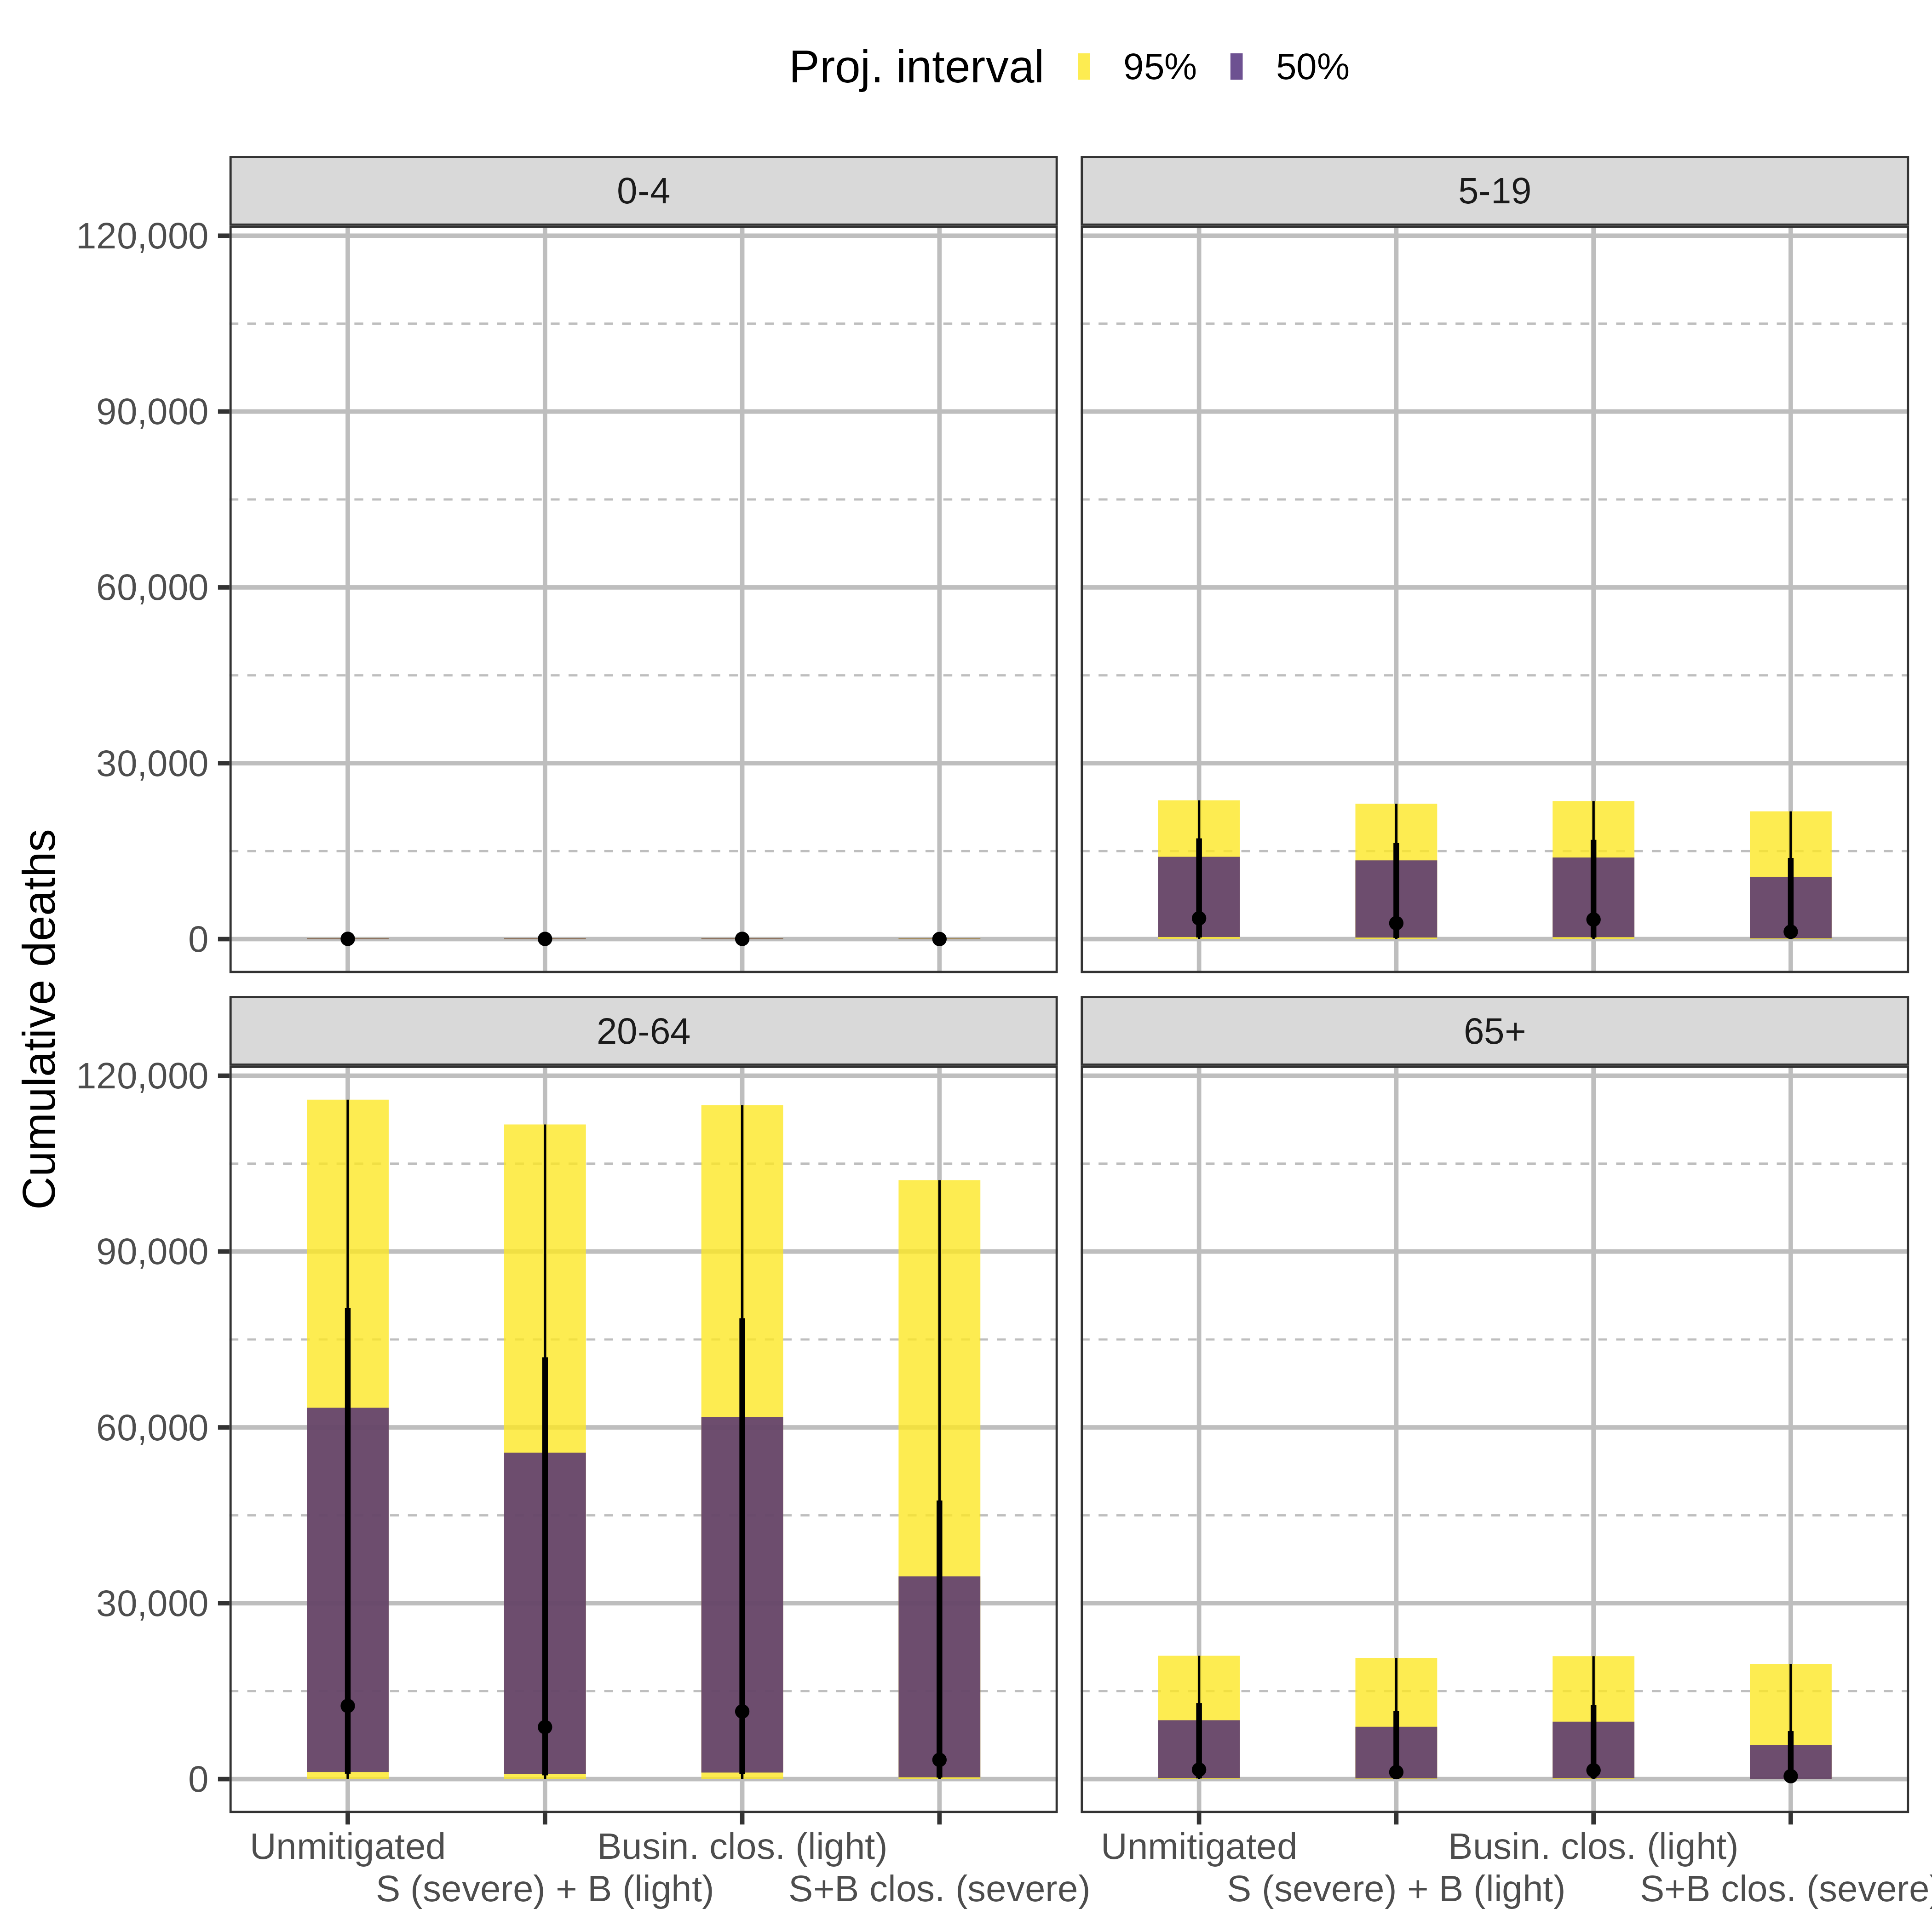 Proj. interval 95% 50%
0-4
5-19
120,000
90,000
60,000
30,000
0
20-64
65+
120,000
90,000
60,000
30,000
0
Cumulative deaths
Unmitigated
S (severe) + B (light)
Busin. clos. (light)
S+B clos. (severe)
Unmitigated
S (severe) + B (light)
Busin. clos. (light)
S+B clos. (severe)